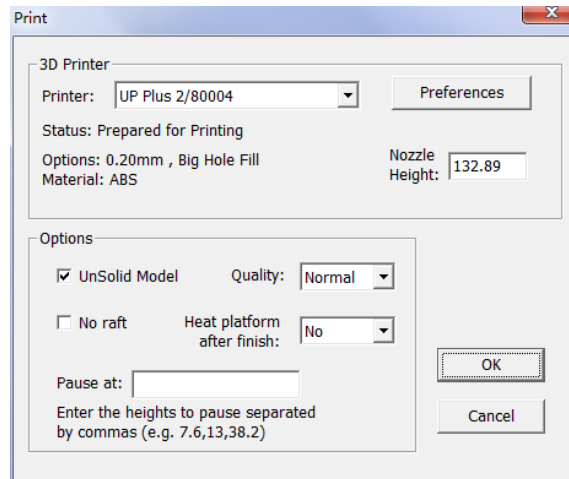 Print
3D Printer
Printer: UP Plus 2/80004
Preferences
Status: Prepared for Printing
Options: 0.20mm , Big Hole Fill
Material: ABS
Nozzle
Height: 132.89
Options
UnSolid Model
Quality: Normal
No raft
Heat platform
after finish: No
Pause at:
Enter the heights to pause separated
by commas (e.g. 7.6,13,38.2)
OK
Cancel